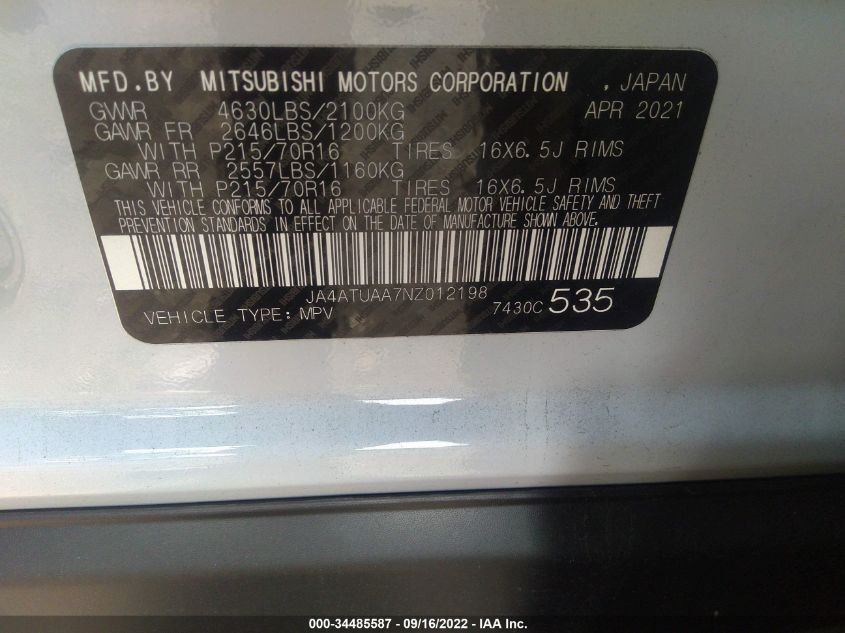 MFD.BY MITSUBISHI MOTORS CORPORATION , JAPAN
GVWR 4630LBS/2100KG APR 2021
GAWR FR 2646LBS/1200KG
WITH P215/70R16 TIRES 16X6.5J RIMS
GAWR RR 2557LBS/1160KG
WITH P215/70R16 TIRES 16X6.5J RIMS
THIS VEHICLE CONFORMS TO ALL APPLICABLE FEDERAL MOTOR VEHICLE SAFETY AND THEFT
PREVENTION STANDARDS IN EFFECT ON THE DATE OF MANUFACTURE SHOWN ABOVE.
JA4ATUAA7NZ012198
VEHICLE TYPE: MPV 7430C 535
000-34485587 - 09/16/2022 - IAA Inc.